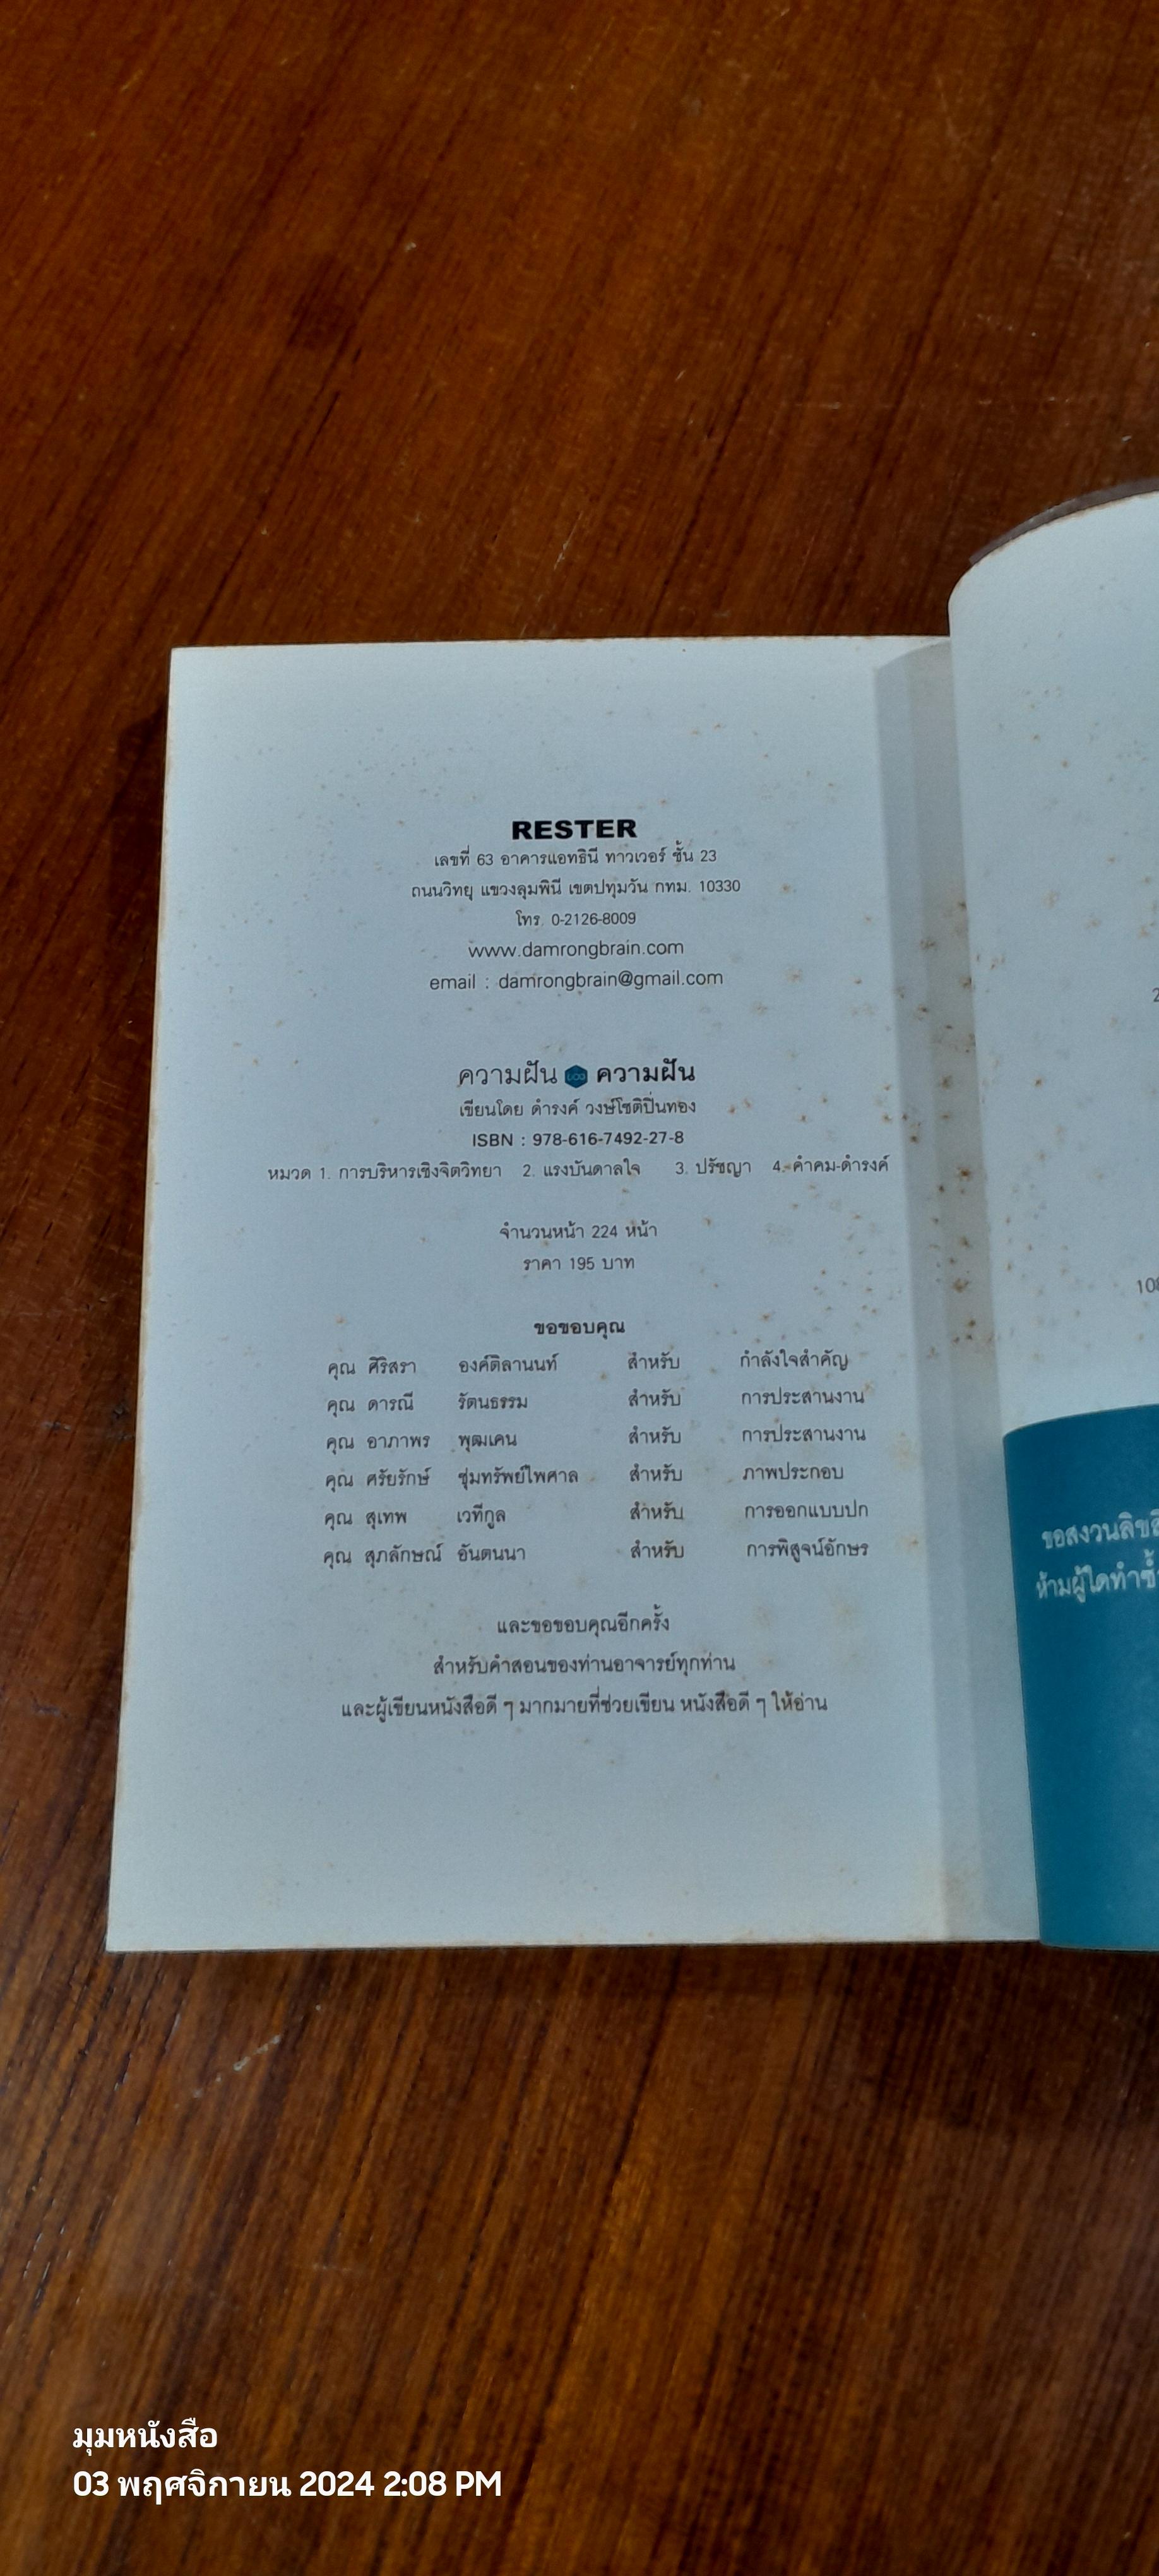 RESTER
เลขที่ 63 อาคารแอทธินี ทาวเวอร์ ชั้น 23
ถนนวิทยุ แขวงลุมพินี เขตปทุมวัน กทม. 10330
โทร. 0-2126-8009
www.damrongbrain.com
email : damrongbrain@gmail.com
ความฝัน ความฝัน
เขียนโดย ดำรงค์ วงษ์โชติปิ่นทอง
ISBN : 978-616-7492-27-8
หมวด 1. การบริหารเชิงจิตวิทยา 2. แรงบันดาลใจ 3. ปรัชญา 4. คำคม-ดำรงค์
จำนวนหน้า 224 หน้า
ราคา 195 บาท
ขอขอบคุณ
คุณ ศิริสรา องค์ติลานนท์ สำหรับ กำลังใจสำคัญ
คุณ ดารณี รัตนธรรม สำหรับ การประสานงาน
คุณ อาภาพร พุฒเคน สำหรับ การประสานงาน
คุณ ศรัยรักษ์ ชุ่มทรัพย์ไพศาล สำหรับ ภาพประกอบ
คุณ สุเทพ เวทีกูล สำหรับ การออกแบบปก
คุณ สุภลักษณ์ อันตนนา สำหรับ การพิสูจน์อักษร
และขอขอบคุณอีกครั้ง
สำหรับคำสอนของท่านอาจารย์ทุกท่าน
และผู้เขียนหนังสือดี ๆ มากมายที่ช่วยเขียน หนังสือดี ๆ ให้อ่าน
2
108
ขอสงวนลิขสิ
ห้ามผู้ใดทำซ้ำ
มุมหนังสือ
03 พฤศจิกายน 2024 2:08 PM